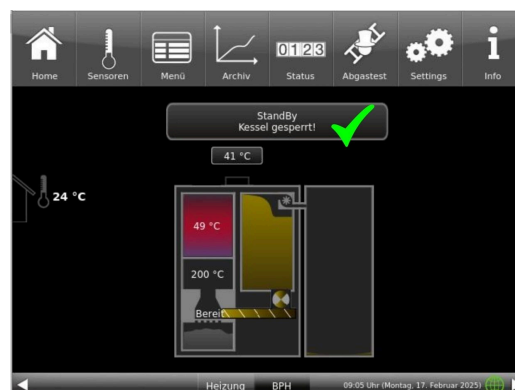 Home Sensoren Menü Archiv 0123 Status Abgastest Settings i Info
StandBy
Kessel gesperrt!
41 °C
24 °C
49 °C
200 °C
Bereit
Heizung BPH 09:05 Uhr (Montag, 17. Februar 2025)